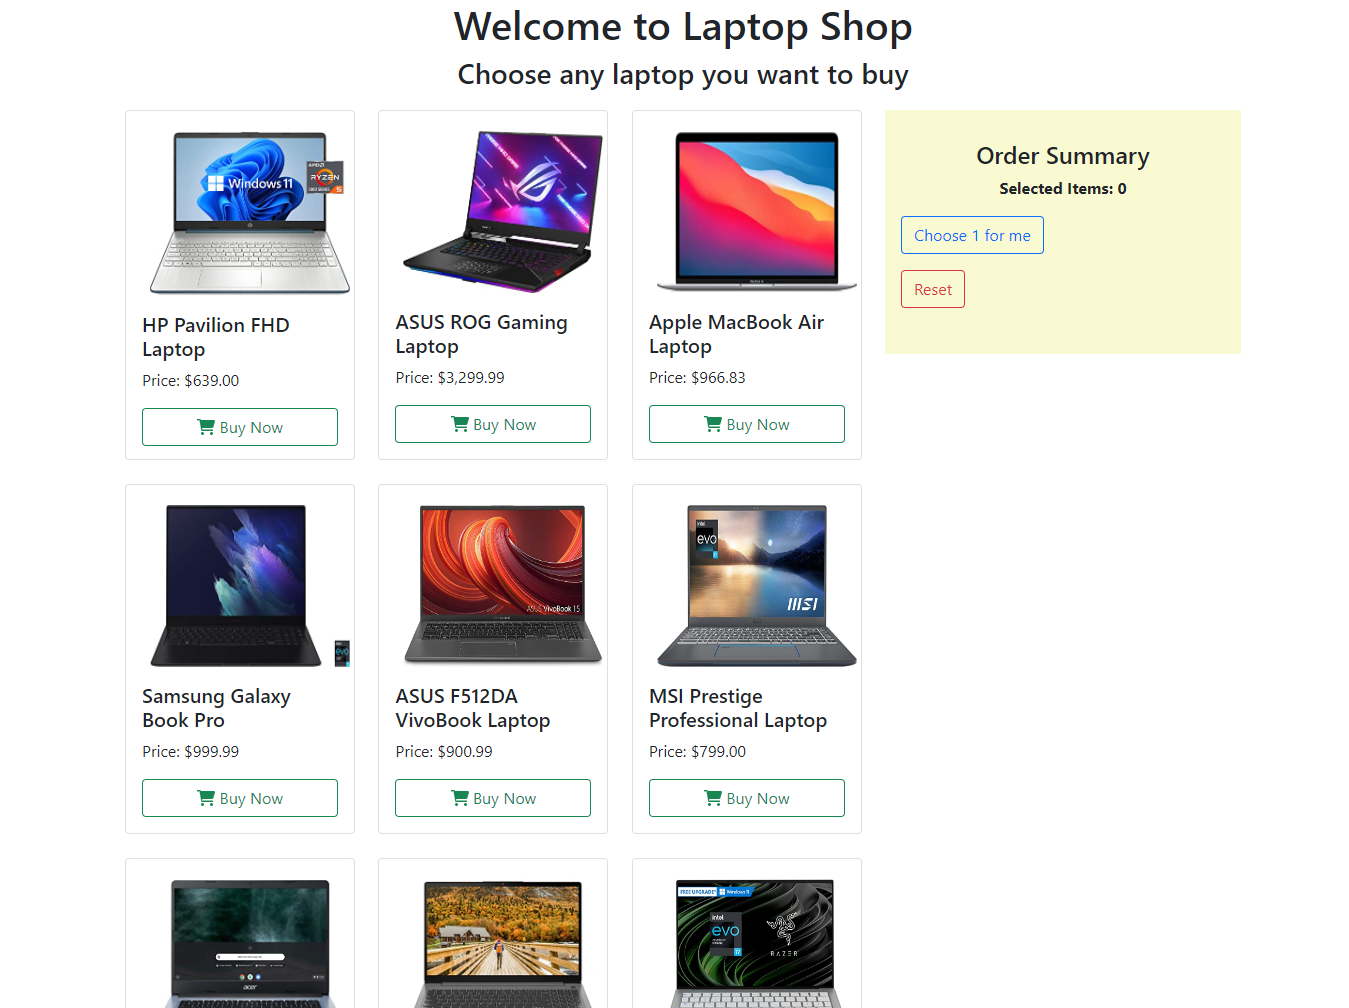 Welcome to Laptop Shop
Choose any laptop you want to buy
Windows 11
AMD
RYZEN
5
HP Pavilion FHD
Laptop
Price: $639.00
Buy Now
ASUS ROG Gaming
Laptop
Price: $3,299.99
Buy Now
Apple MacBook Air
Laptop
Price: $966.83
Buy Now
Order Summary
Selected Items: 0
Choose 1 for me
Reset
evo
Samsung Galaxy
Book Pro
Price: $999.99
Buy Now
ASUS VivoBook 15
ASUS F512DA
VivoBook Laptop
Price: $900.99
Buy Now
intel
evo
msi
MSI Prestige
Professional Laptop
Price: $799.00
Buy Now
acer
FREE UPGRADE*
Windows 11
intel
evo
RAZER